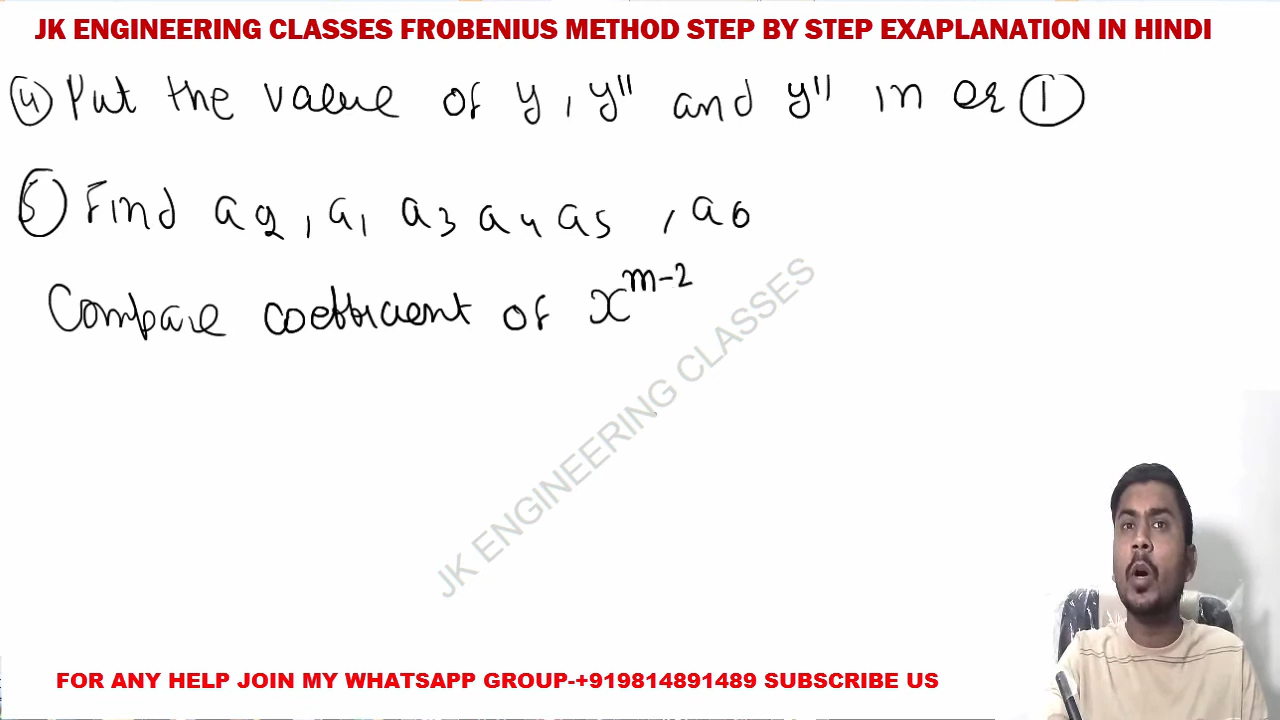 JK ENGINEERING CLASSES FROBENIUS METHOD STEP BY STEP EXAPLANATION IN HINDI
④ Put the value of y, y'' and y'' in er ①
⑤ Find a2, a1 a3 a4 a5, a6
Compare coefficient of x^{m-2}
JK ENGINEERING CLASSES
FOR ANY HELP JOIN MY WHATSAPP GROUP-+919814891489 SUBSCRIBE US